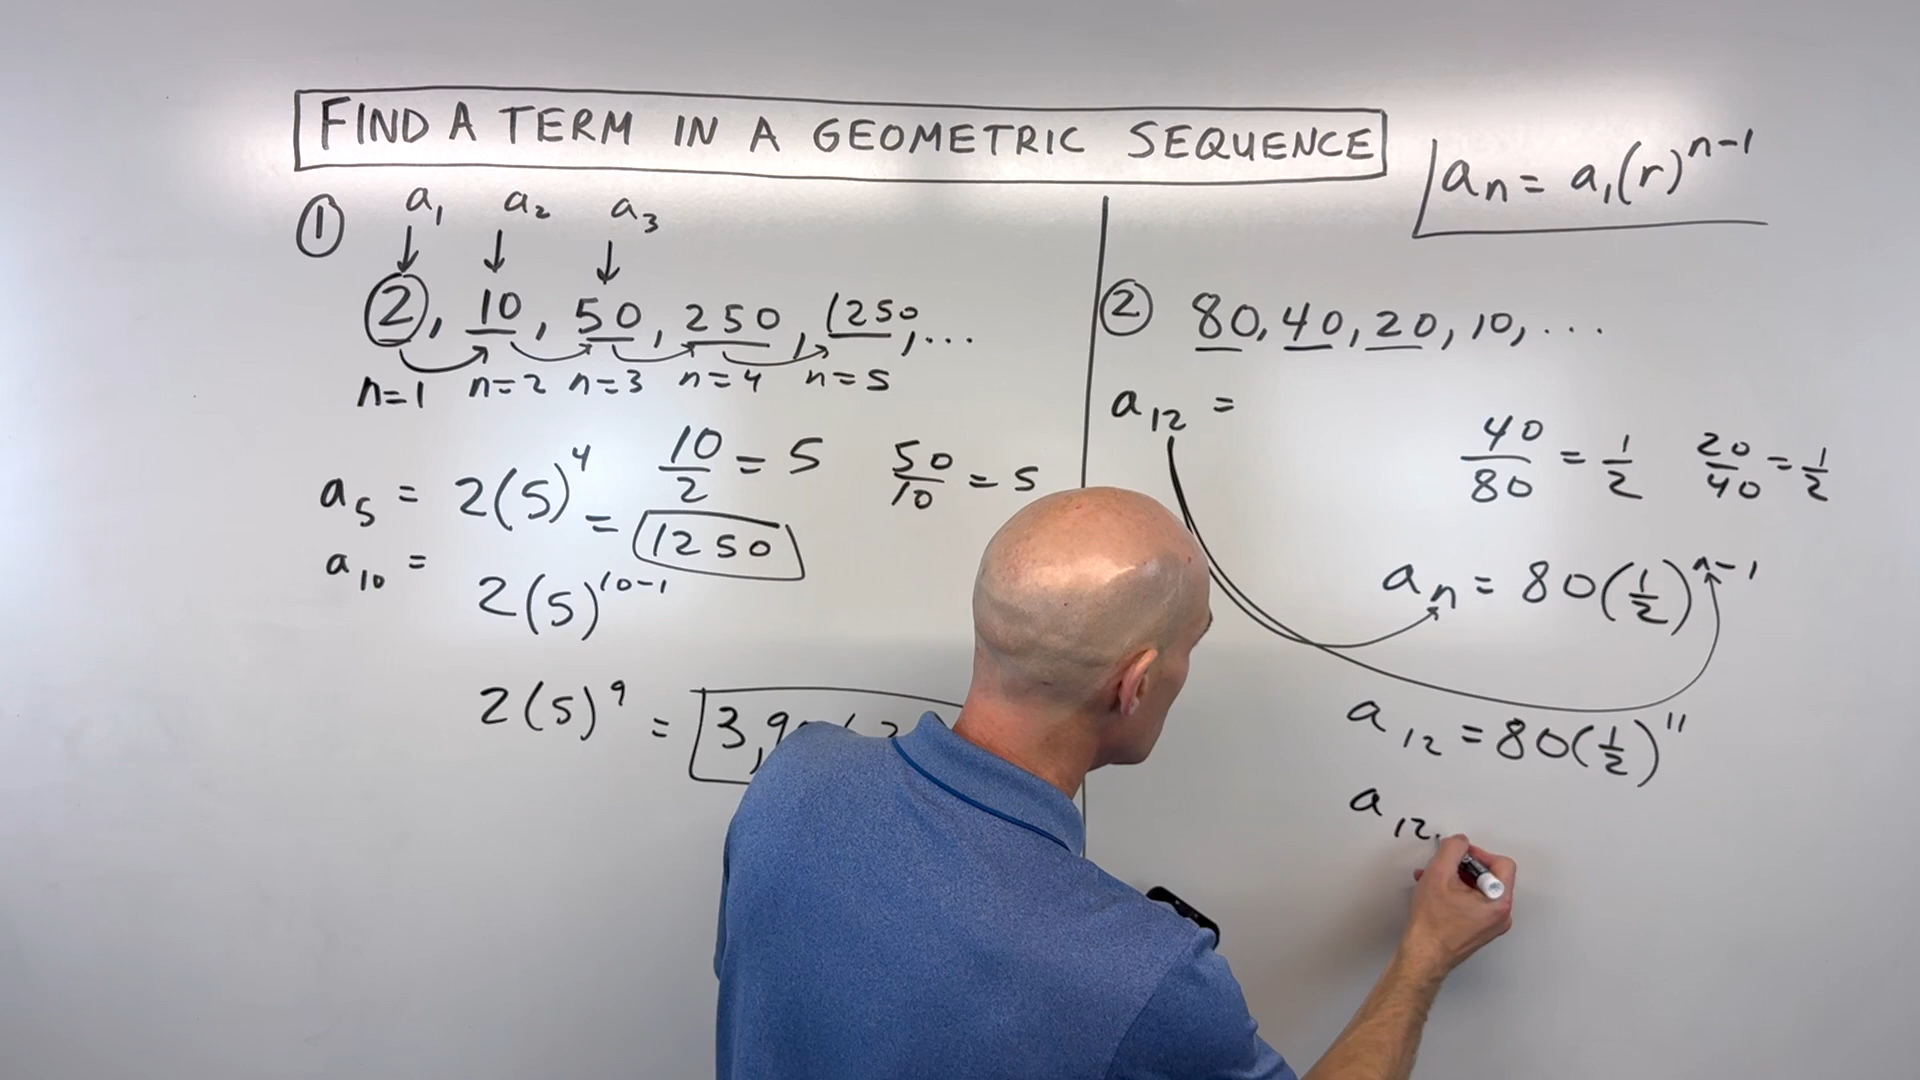 FIND A TERM IN A GEOMETRIC SEQUENCE
aₙ = a₁(r)ⁿ⁻¹
① a₁ a₂ a₃
2, 10, 50, 250, 1250, ...
n=1 n=2 n=3 n=4 n=5
10/2 = 5 50/10 = 5
a₅ = 2(5)⁴ = 1250
a₁₀ = 2(5)¹⁰⁻¹
2(5)⁹ = 3,9
② 80, 40, 20, 10, ...
a₁₂ =
40/80 = 1/2 20/40 = 1/2
aₙ = 80(1/2)ⁿ⁻¹
a₁₂ = 80(1/2)¹¹
a₁₂